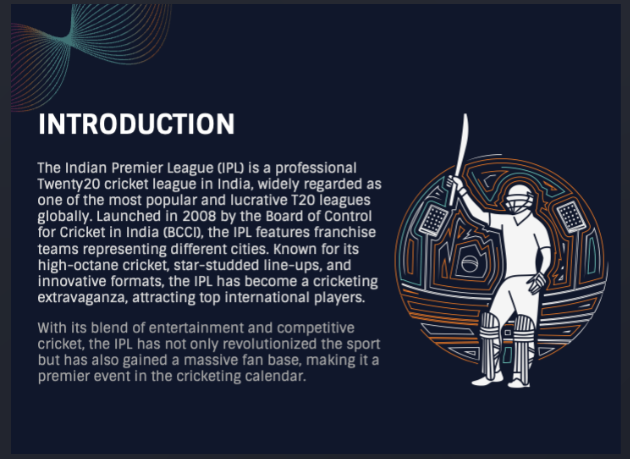 INTRODUCTION
The Indian Premier League (IPL) is a professional
Twenty20 cricket league in India, widely regarded as
one of the most popular and lucrative T20 leagues
globally. Launched in 2008 by the Board of Control
for Cricket in India (BCCI), the IPL features franchise
teams representing different cities. Known for its
high-octane cricket, star-studded line-ups, and
innovative formats, the IPL has become a cricketing
extravaganza, attracting top international players.
With its blend of entertainment and competitive
cricket, the IPL has not only revolutionized the sport
but has also gained a massive fan base, making it a
premier event in the cricketing calendar.